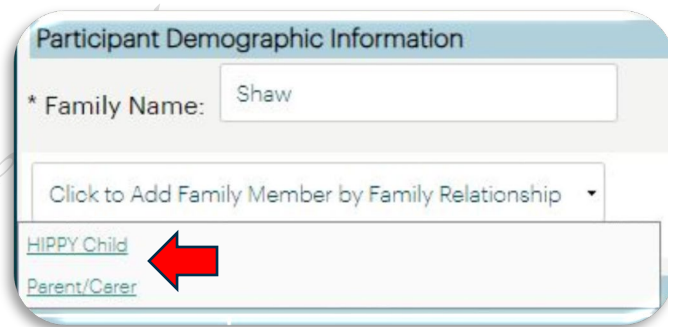 Participant Demographic Information
* Family Name: Shaw
Click to Add Family Member by Family Relationship
HIPPY Child
Parent/Carer